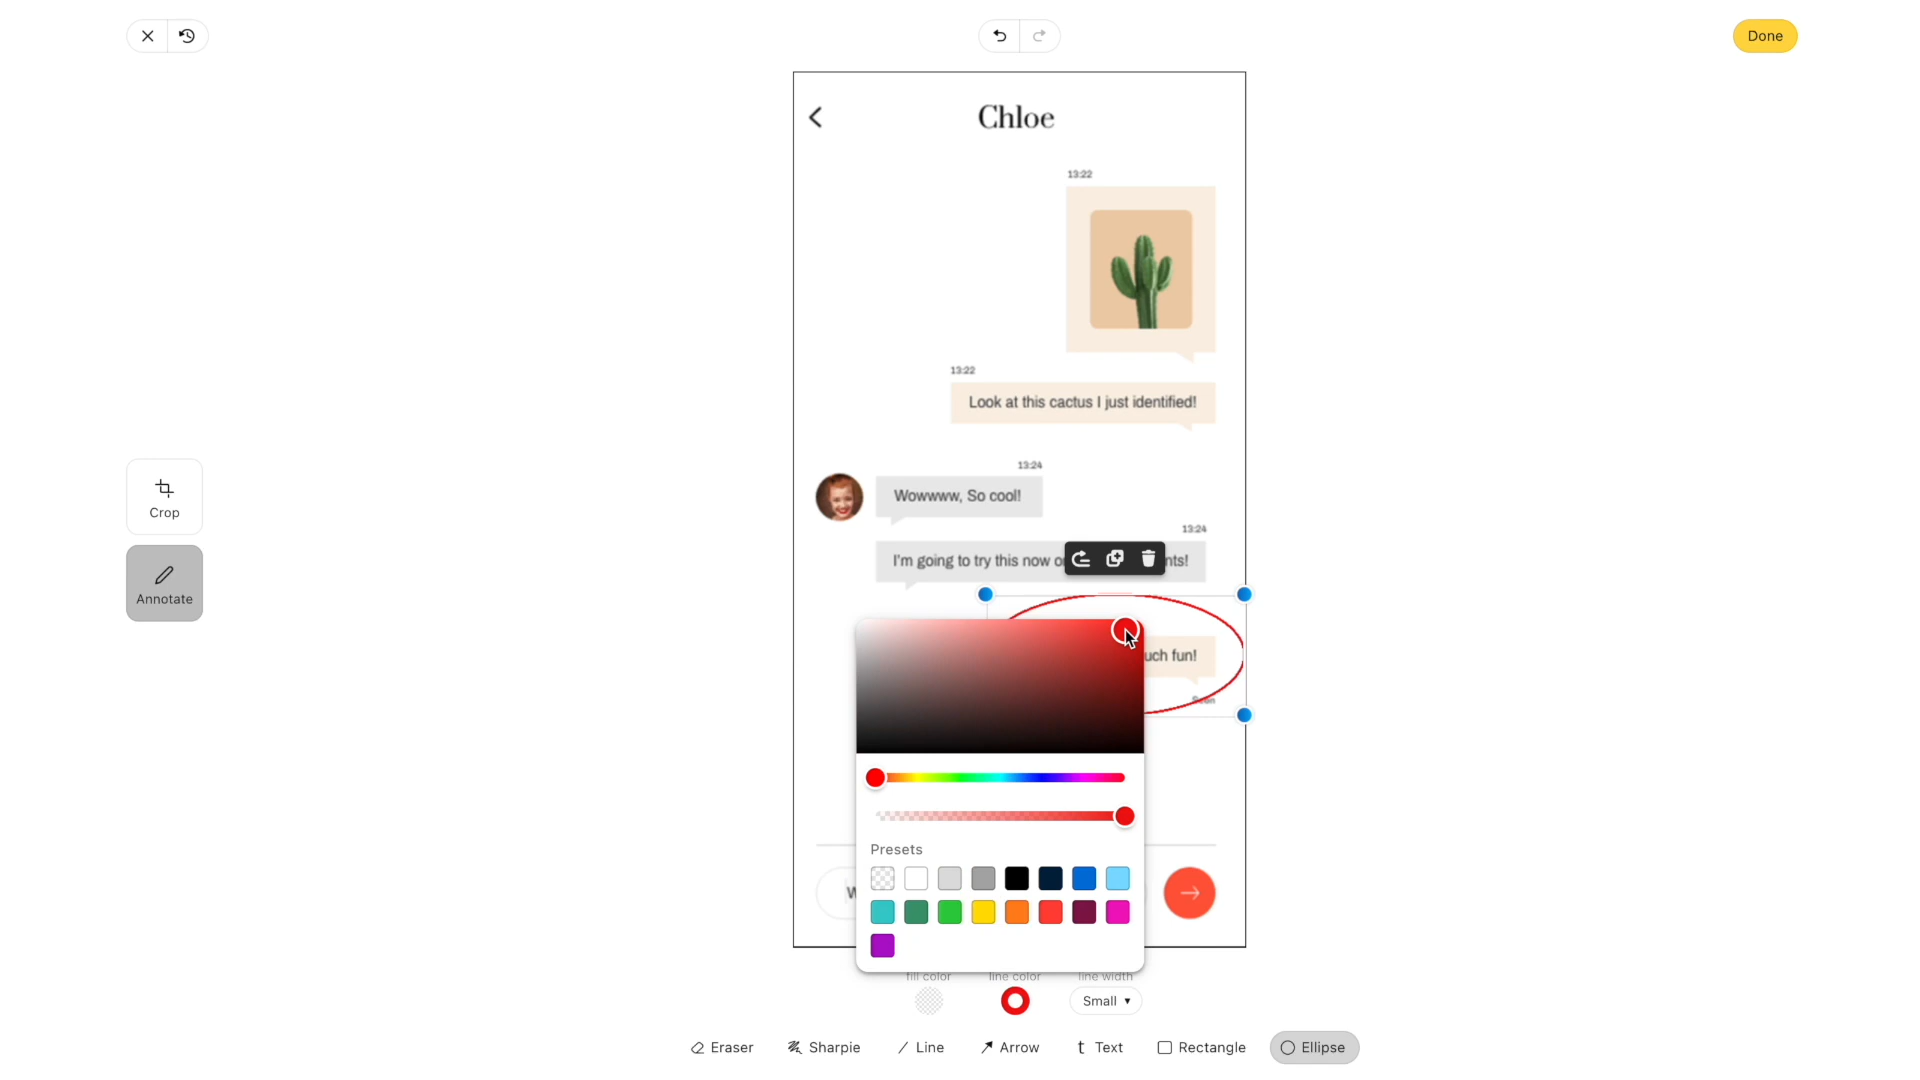 Done
Chloe
13:22
13:22
Look at this cactus I just identified!
13:24
Wowwww, So cool!
13:24
I'm going to try this now o nts!
uch fun!
Seen
Crop
Annotate
Presets
W
fill color line color line width
Small
Eraser Sharpie Line Arrow t Text Rectangle Ellipse